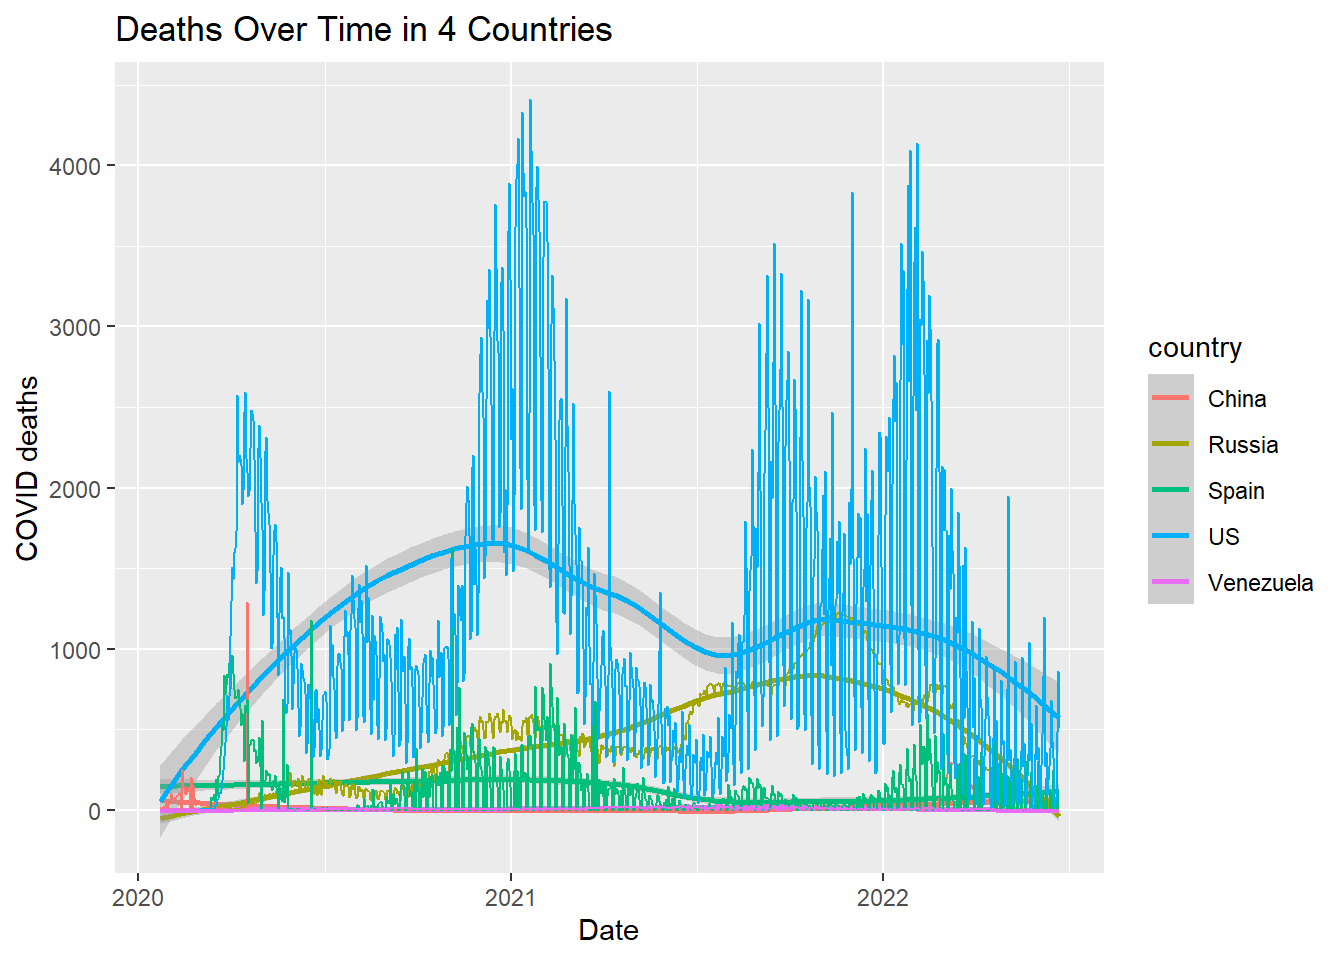 Deaths Over Time in 4 Countries
COVID deaths
4000
3000
2000
1000
0
2020
2021
2022
Date
country
China
Russia
Spain
US
Venezuela